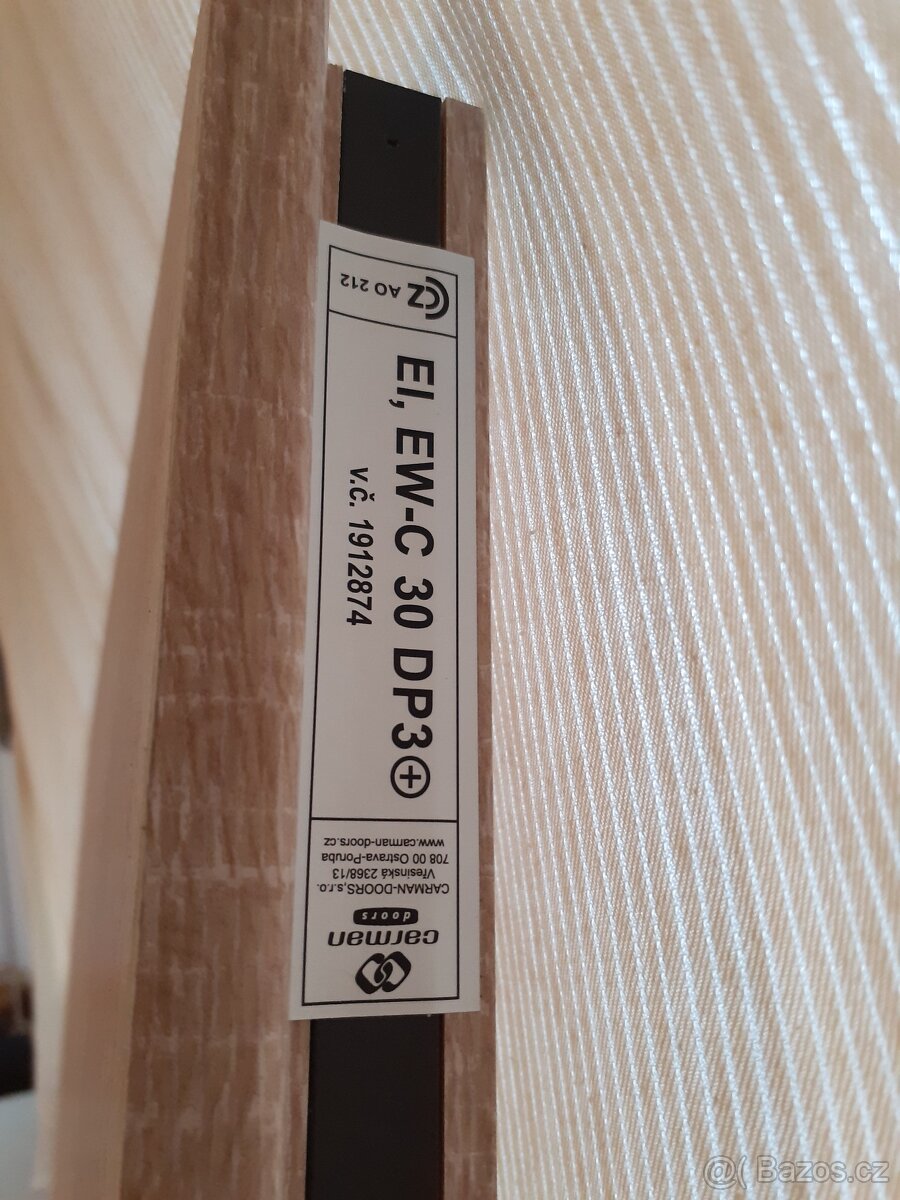 CZ AO 212
EI, EW-C 30 DP3⊕
v.č. 1912874
carman
doors
CARMAN-DOORS,s.r.o.
Vřesinská 2368/13
708 00 Ostrava-Poruba
www.carman-doors.cz
@( Bazos.cz